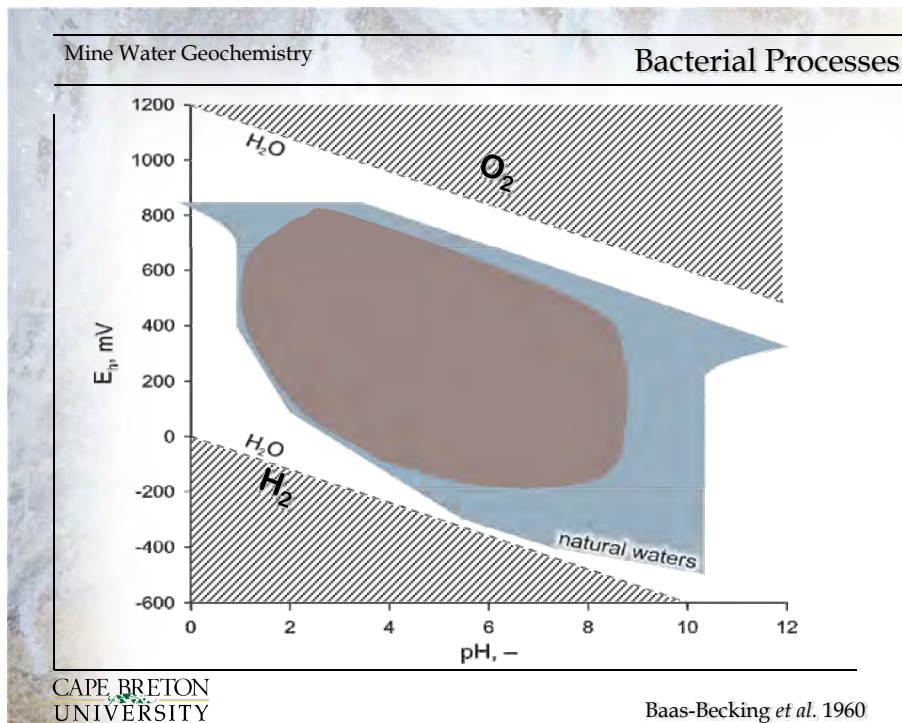 Mine Water Geochemistry
Bacterial Processes
1200
1000
800
600
400
200
0
-200
-400
-600
Eh, mV
H2O
O2
H2O
H2
natural waters
0 2 4 6 8 10 12
pH, –
CAPE BRETON
UNIVERSITY
Baas-Becking et al. 1960